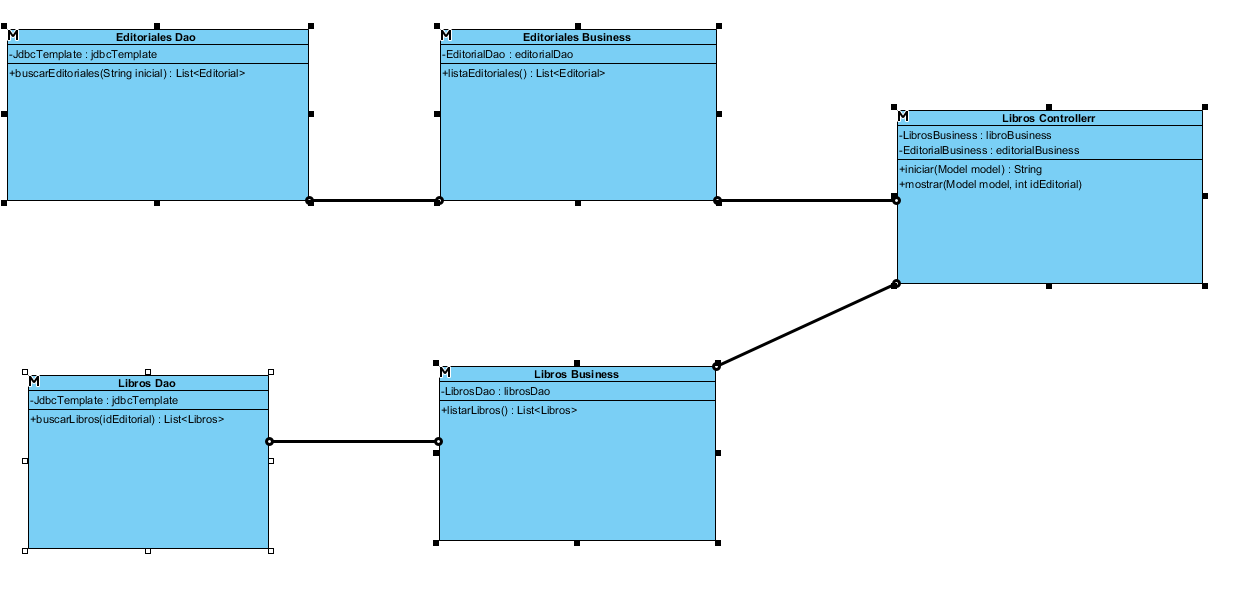 Editoriales Dao
-JdbcTemplate : jdbcTemplate
+buscarEditoriales(String inicial) : List<Editorial>
Editoriales Business
-EditorialDao : editorialDao
+listaEditoriales() : List<Editorial>
Libros Controllerr
-LibrosBusiness : libroBusiness
-EditorialBusiness : editorialBusiness
+iniciar(Model model) : String
+mostrar(Model model, int idEditorial)
Libros Dao
-JdbcTemplate : jdbcTemplate
+buscarLibros(idEditorial) : List<Libros>
Libros Business
-LibrosDao : librosDao
+listarLibros() : List<Libros>